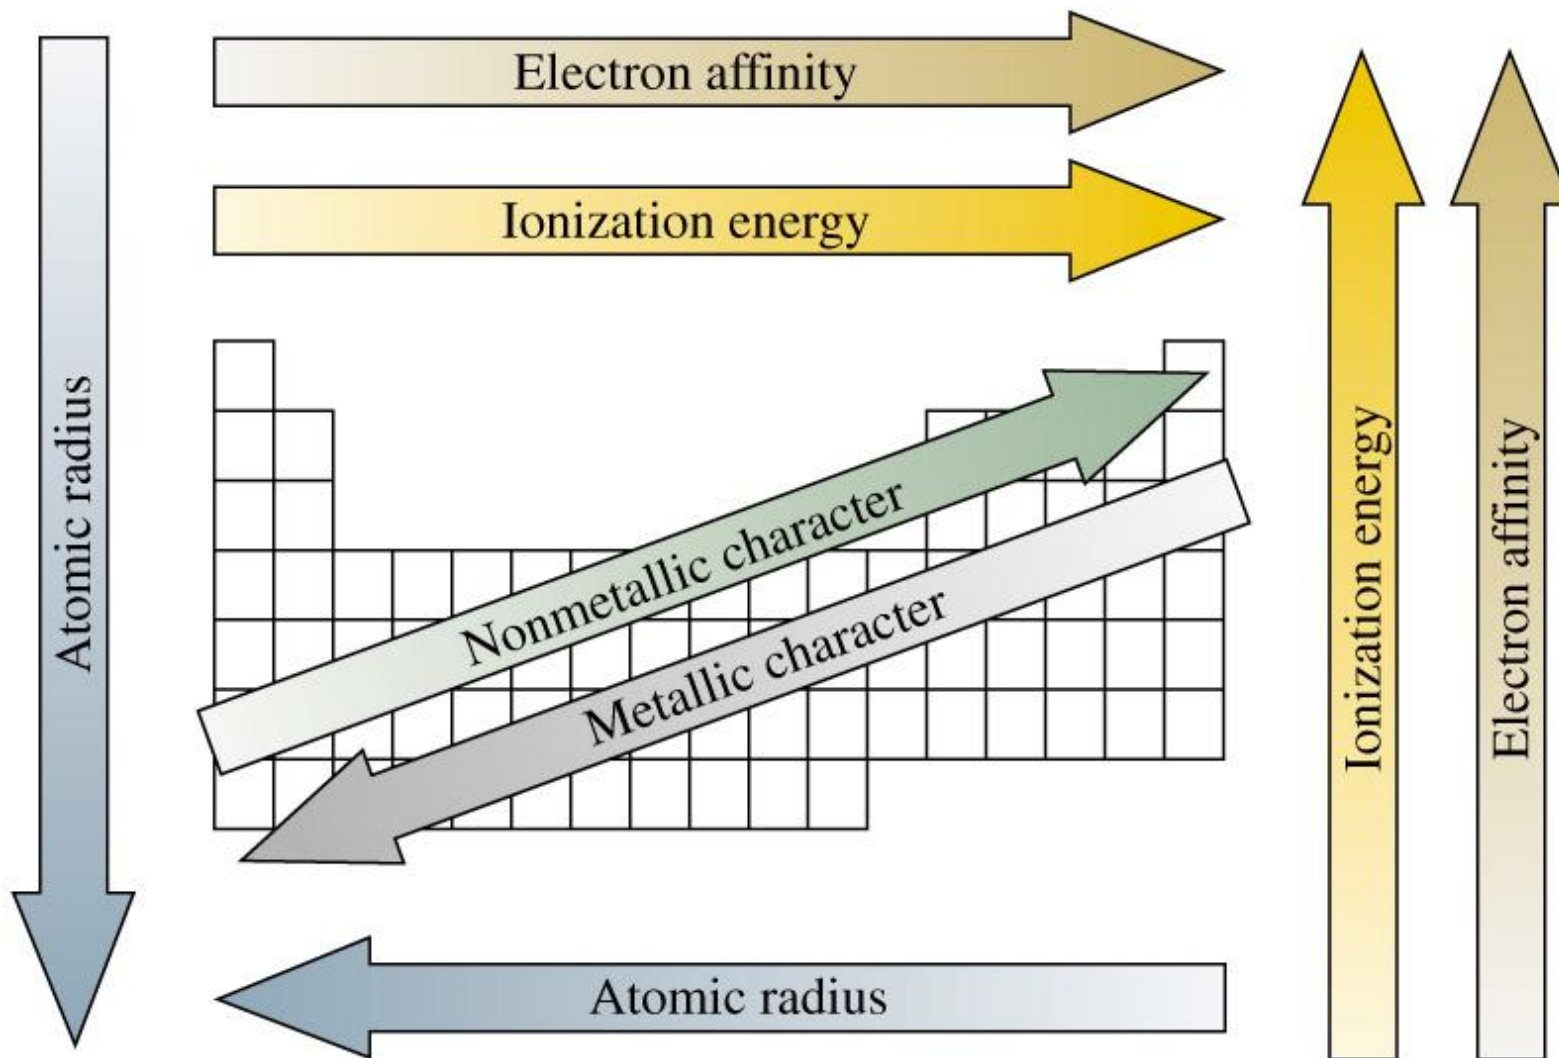 Electron affinity
Ionization energy
Atomic radius
Nonmetallic character
Metallic character
Ionization energy
Electron affinity
Atomic radius